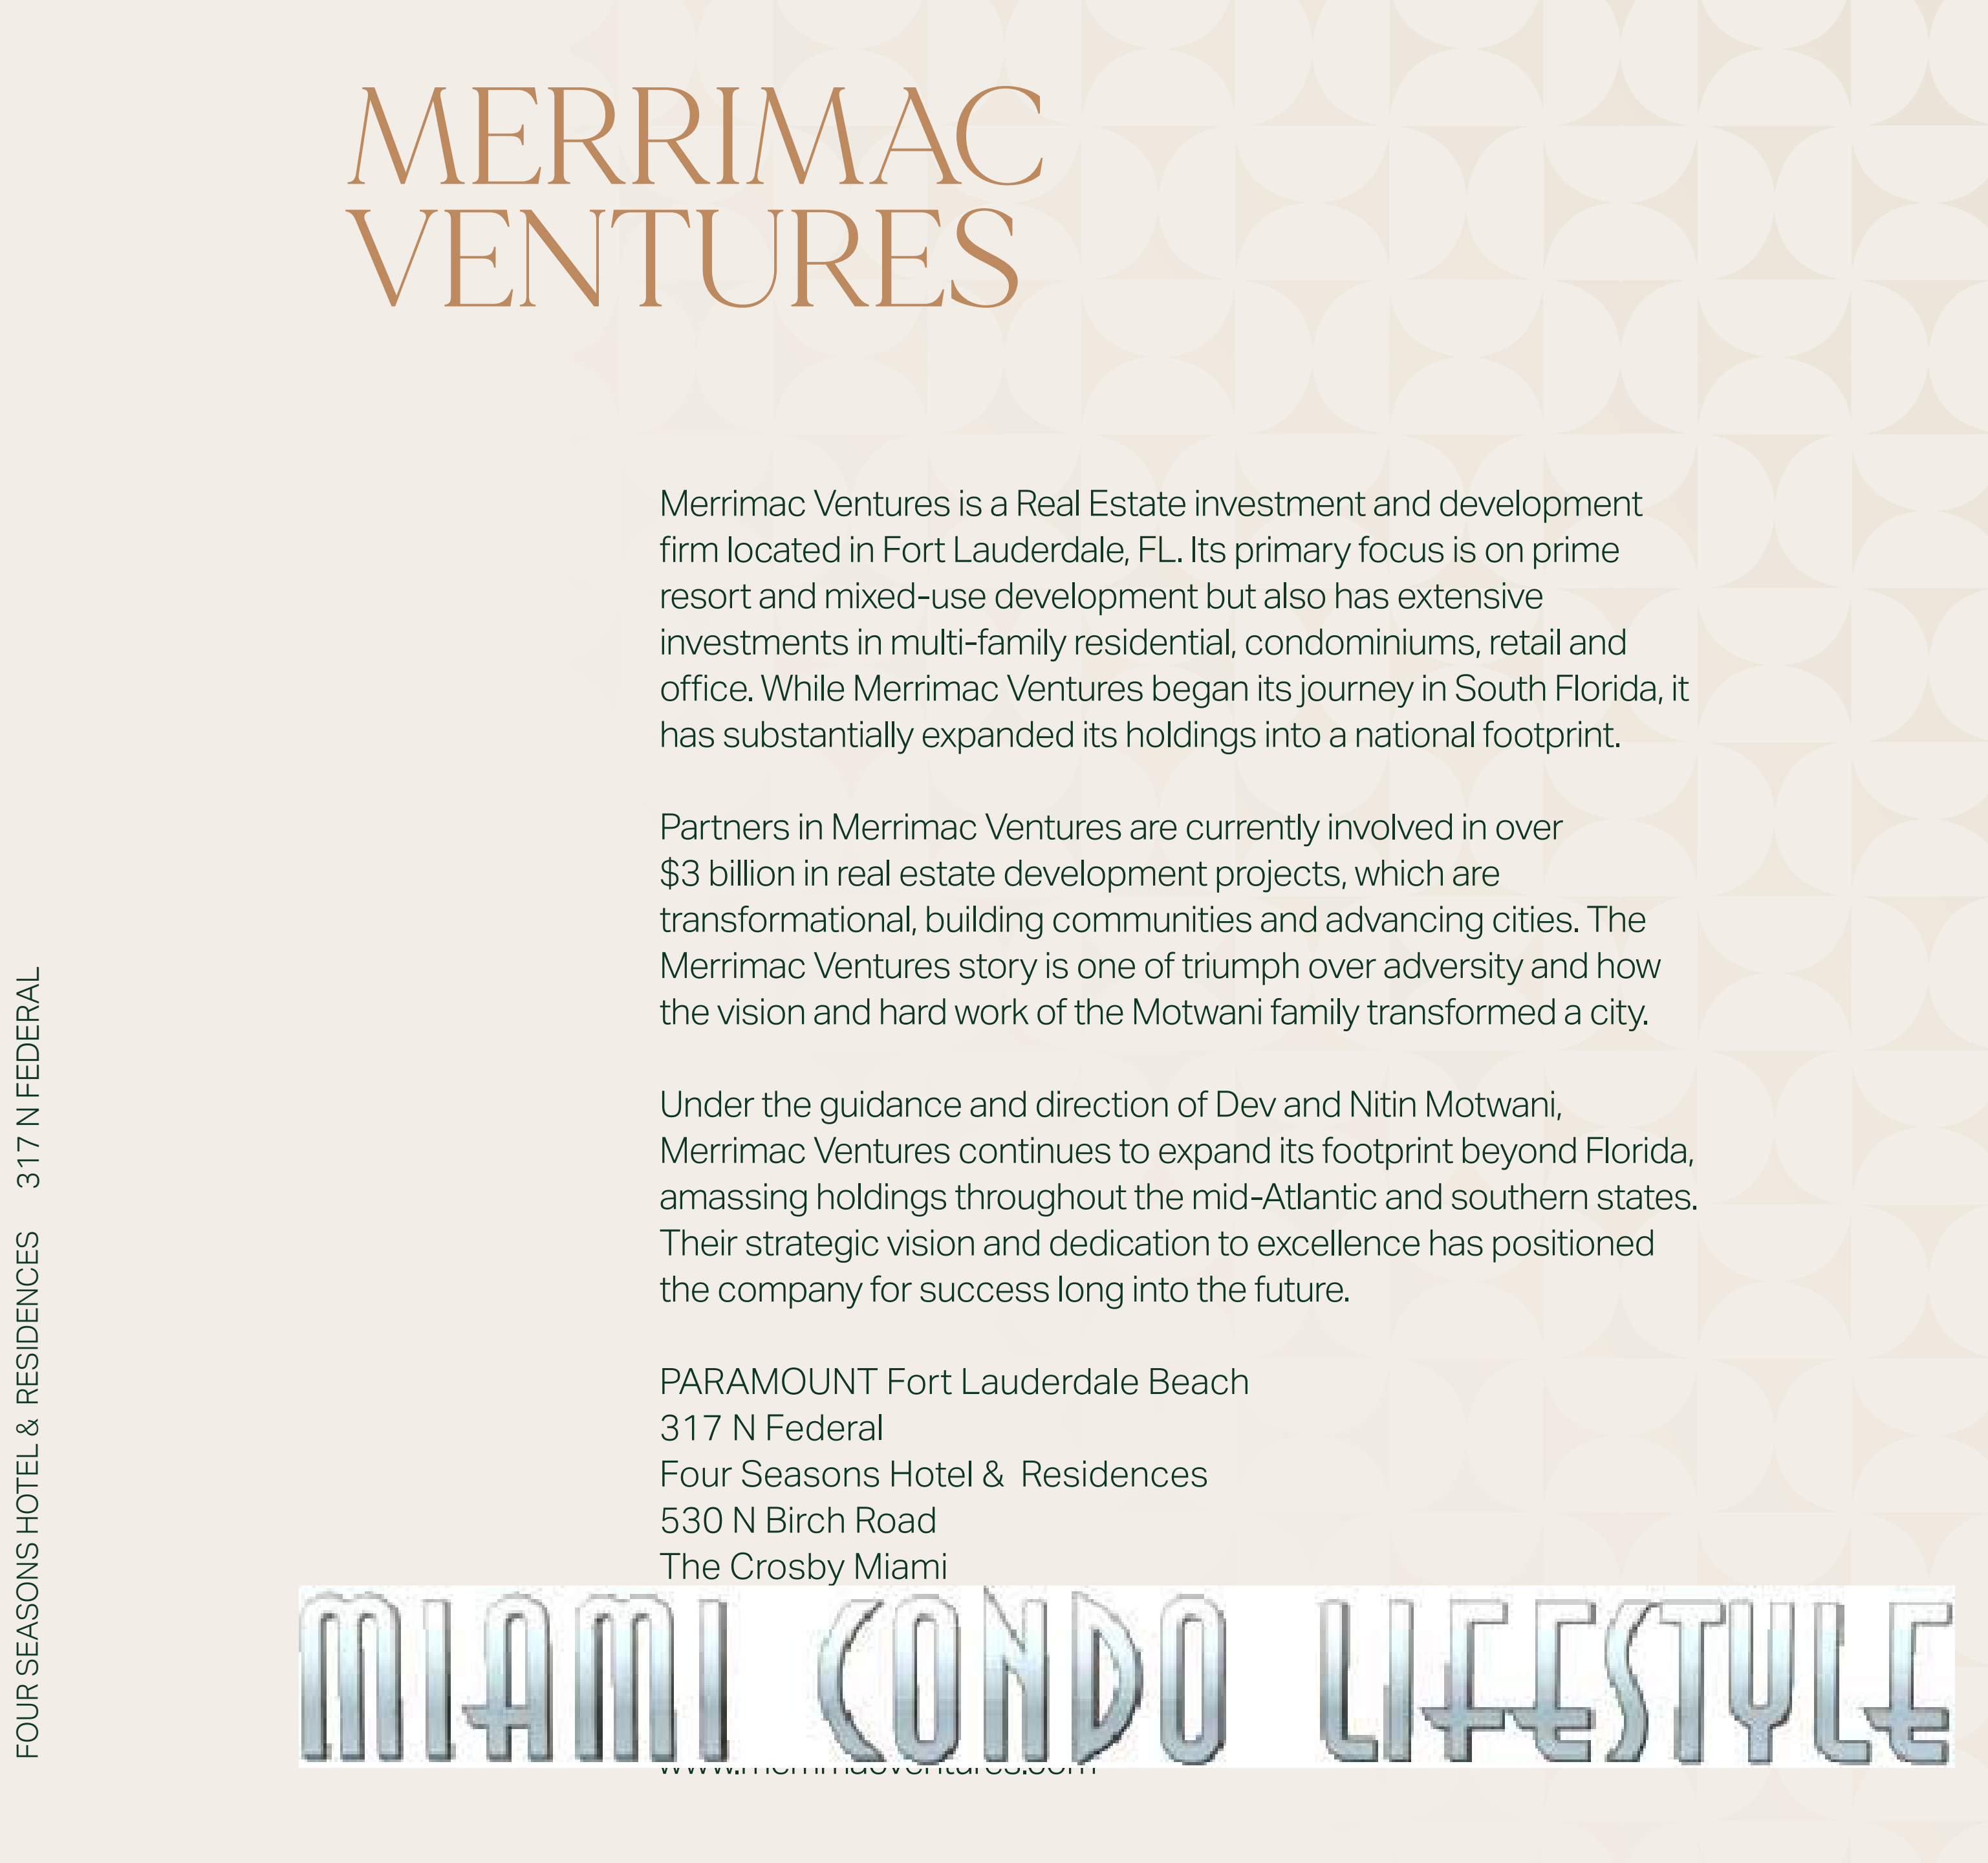 MERRIMAC
VENTURES
Merrimac Ventures is a Real Estate investment and development
firm located in Fort Lauderdale, FL. Its primary focus is on prime
resort and mixed-use development but also has extensive
investments in multi-family residential, condominiums, retail and
office. While Merrimac Ventures began its journey in South Florida, it
has substantially expanded its holdings into a national footprint.
Partners in Merrimac Ventures are currently involved in over
$3 billion in real estate development projects, which are
transformational, building communities and advancing cities. The
Merrimac Ventures story is one of triumph over adversity and how
the vision and hard work of the Motwani family transformed a city.
Under the guidance and direction of Dev and Nitin Motwani,
Merrimac Ventures continues to expand its footprint beyond Florida,
amassing holdings throughout the mid-Atlantic and southern states.
Their strategic vision and dedication to excellence has positioned
the company for success long into the future.
PARAMOUNT Fort Lauderdale Beach
317 N Federal
Four Seasons Hotel & Residences
530 N Birch Road
The Crosby Miami
MIAMI CONDO LIFESTYLE
FOUR SEASONS HOTEL & RESIDENCES 317 N FEDERAL